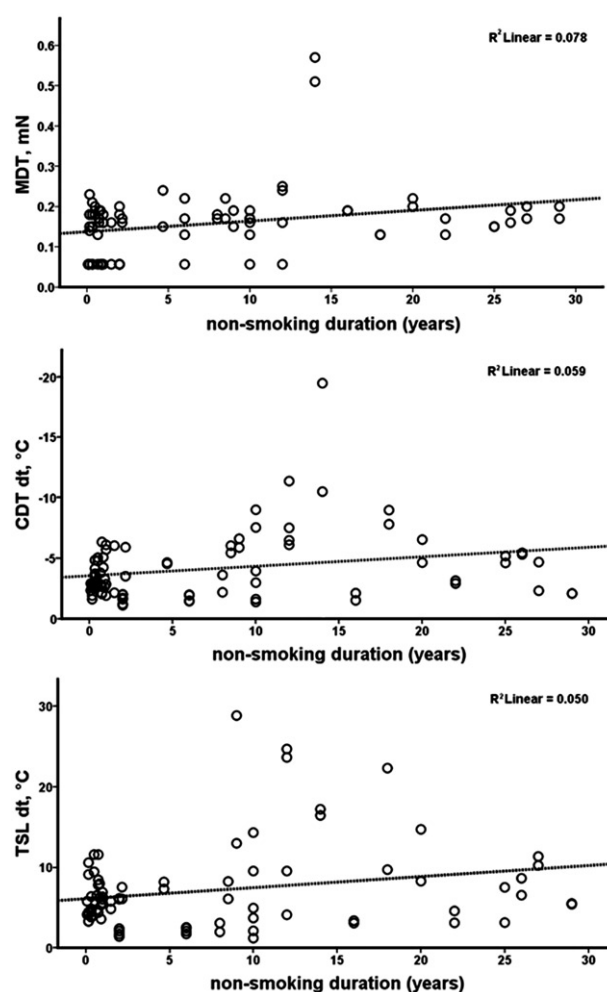 R² Linear = 0.078
MDT, mN
0.6
0.5
0.4
0.3
0.2
0.1
0.0
0 5 10 15 20 25 30
non-smoking duration (years)
R² Linear = 0.059
CDT dt, °C
-20
-15
-10
-5
0
0 5 10 15 20 25 30
non-smoking duration (years)
R² Linear = 0.050
TSL dt, °C
30
20
10
0
0 5 10 15 20 25 30
non-smoking duration (years)